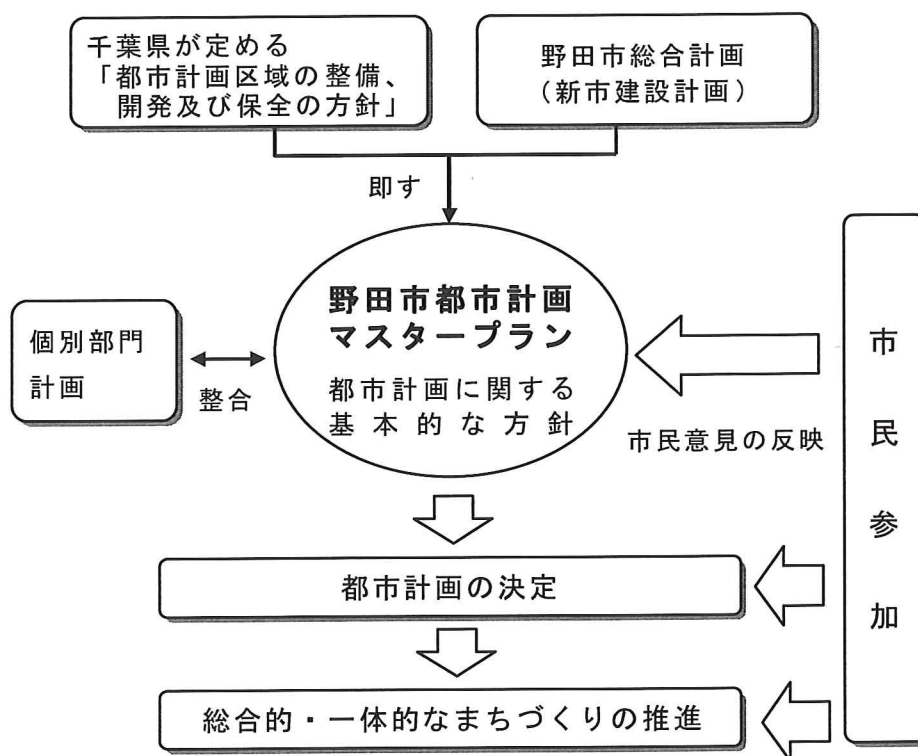 千葉県が定める
「都市計画区域の整備、
開発及び保全の方針」
野田市総合計画
（新市建設計画）
即す
野田市都市計画
マスタープラン
都市計画に関する
基本的な方針
個別部門
計画
整合
市民意見の反映
市民参加
都市計画の決定
総合的・一体的なまちづくりの推進